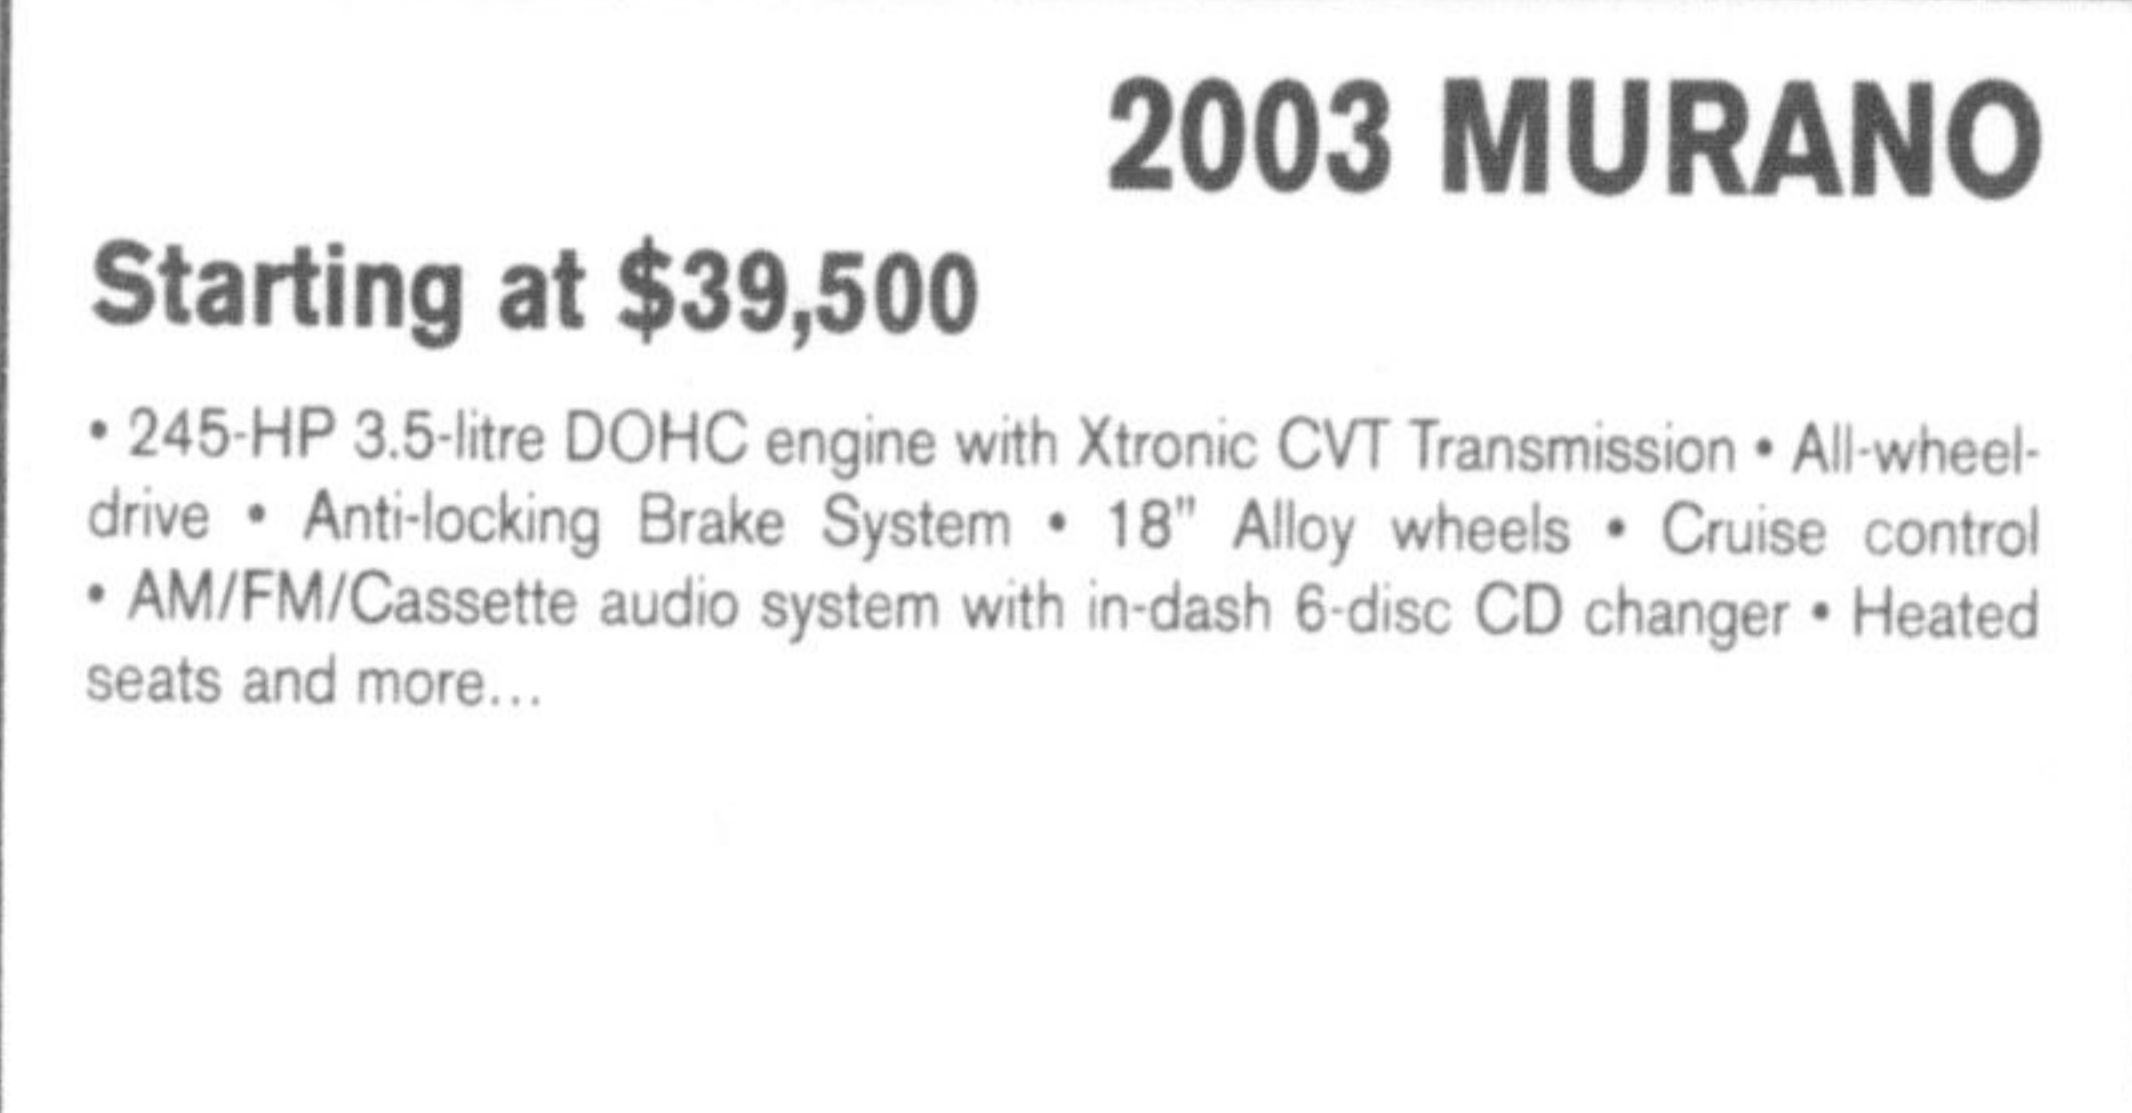 2003 MURANO
Starting at $39,500
• 245-HP 3.5-litre DOHC engine with Xtronic CVT Transmission • All-wheel-
drive • Anti-locking Brake System • 18" Alloy wheels • Cruise control
• AM/FM/Cassette audio system with in-dash 6-disc CD changer • Heated
seats and more...